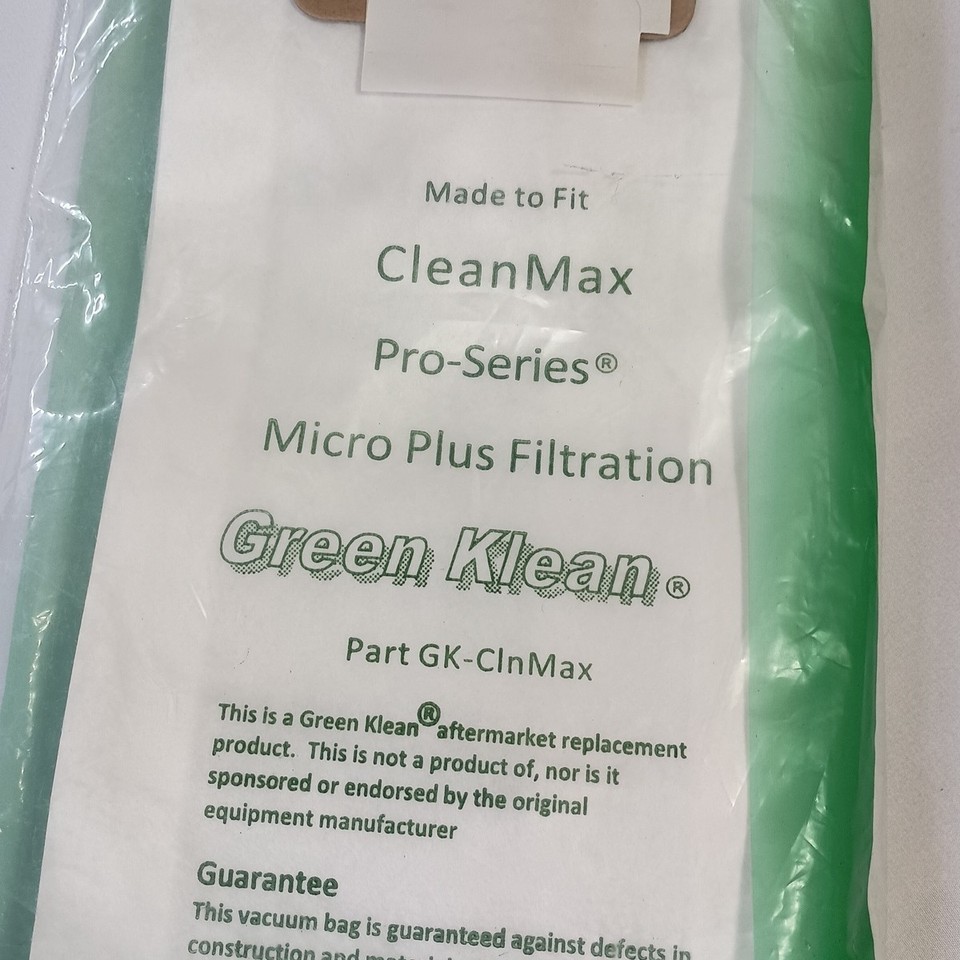 Made to Fit
CleanMax
Pro-Series®
Micro Plus Filtration
Green Klean®
Part GK-ClnMax
This is a Green Klean® aftermarket replacement
product. This is not a product of, nor is it
sponsored or endorsed by the original
equipment manufacturer
Guarantee
This vacuum bag is guaranteed against defects in
construction and